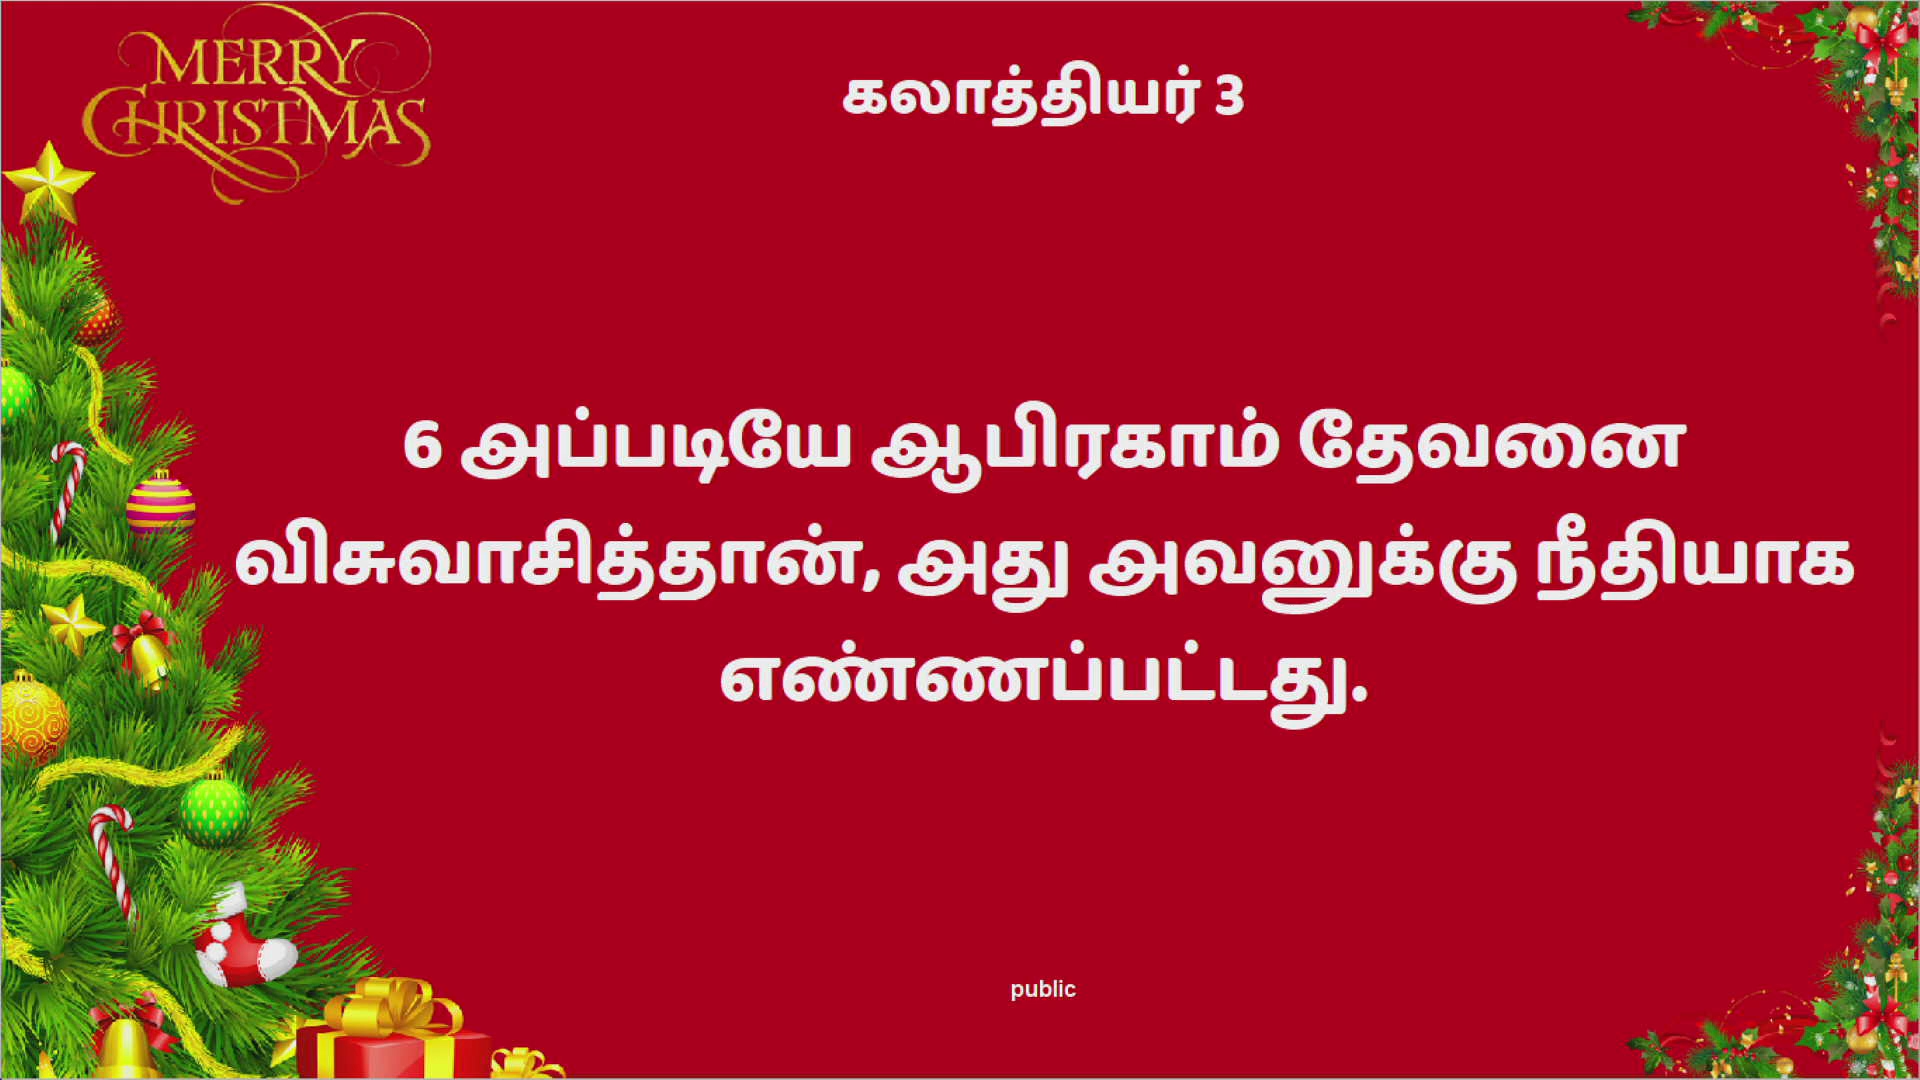 MERRY
CHRISTMAS
கலாத்தியர் 3
6 அப்படியே ஆபிரகாம் தேவனை
விசுவாசித்தான், அது அவனுக்கு நீதியாக
எண்ணப்பட்டது.
public